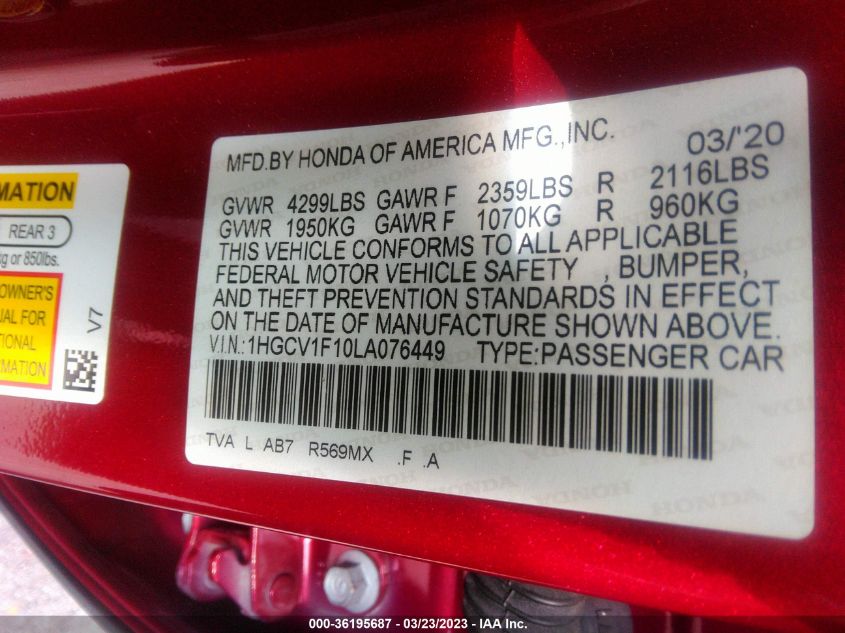 MATION
REAR 3
kg or 850lbs.
OWNER'S
UAL FOR
TIONAL
MATION
V7
MFD.BY HONDA OF AMERICA MFG.,INC. 03/'20
GVWR 4299LBS GAWR F 2359LBS R 2116LBS
GVWR 1950KG GAWR F 1070KG R 960KG
THIS VEHICLE CONFORMS TO ALL APPLICABLE
FEDERAL MOTOR VEHICLE SAFETY , BUMPER,
AND THEFT PREVENTION STANDARDS IN EFFECT
ON THE DATE OF MANUFACTURE SHOWN ABOVE.
V.I.N.:1HGCV1F10LA076449 TYPE:PASSENGER CAR
TVA L AB7 R569MX .F .A
000-36195687 - 03/23/2023 - IAA Inc.